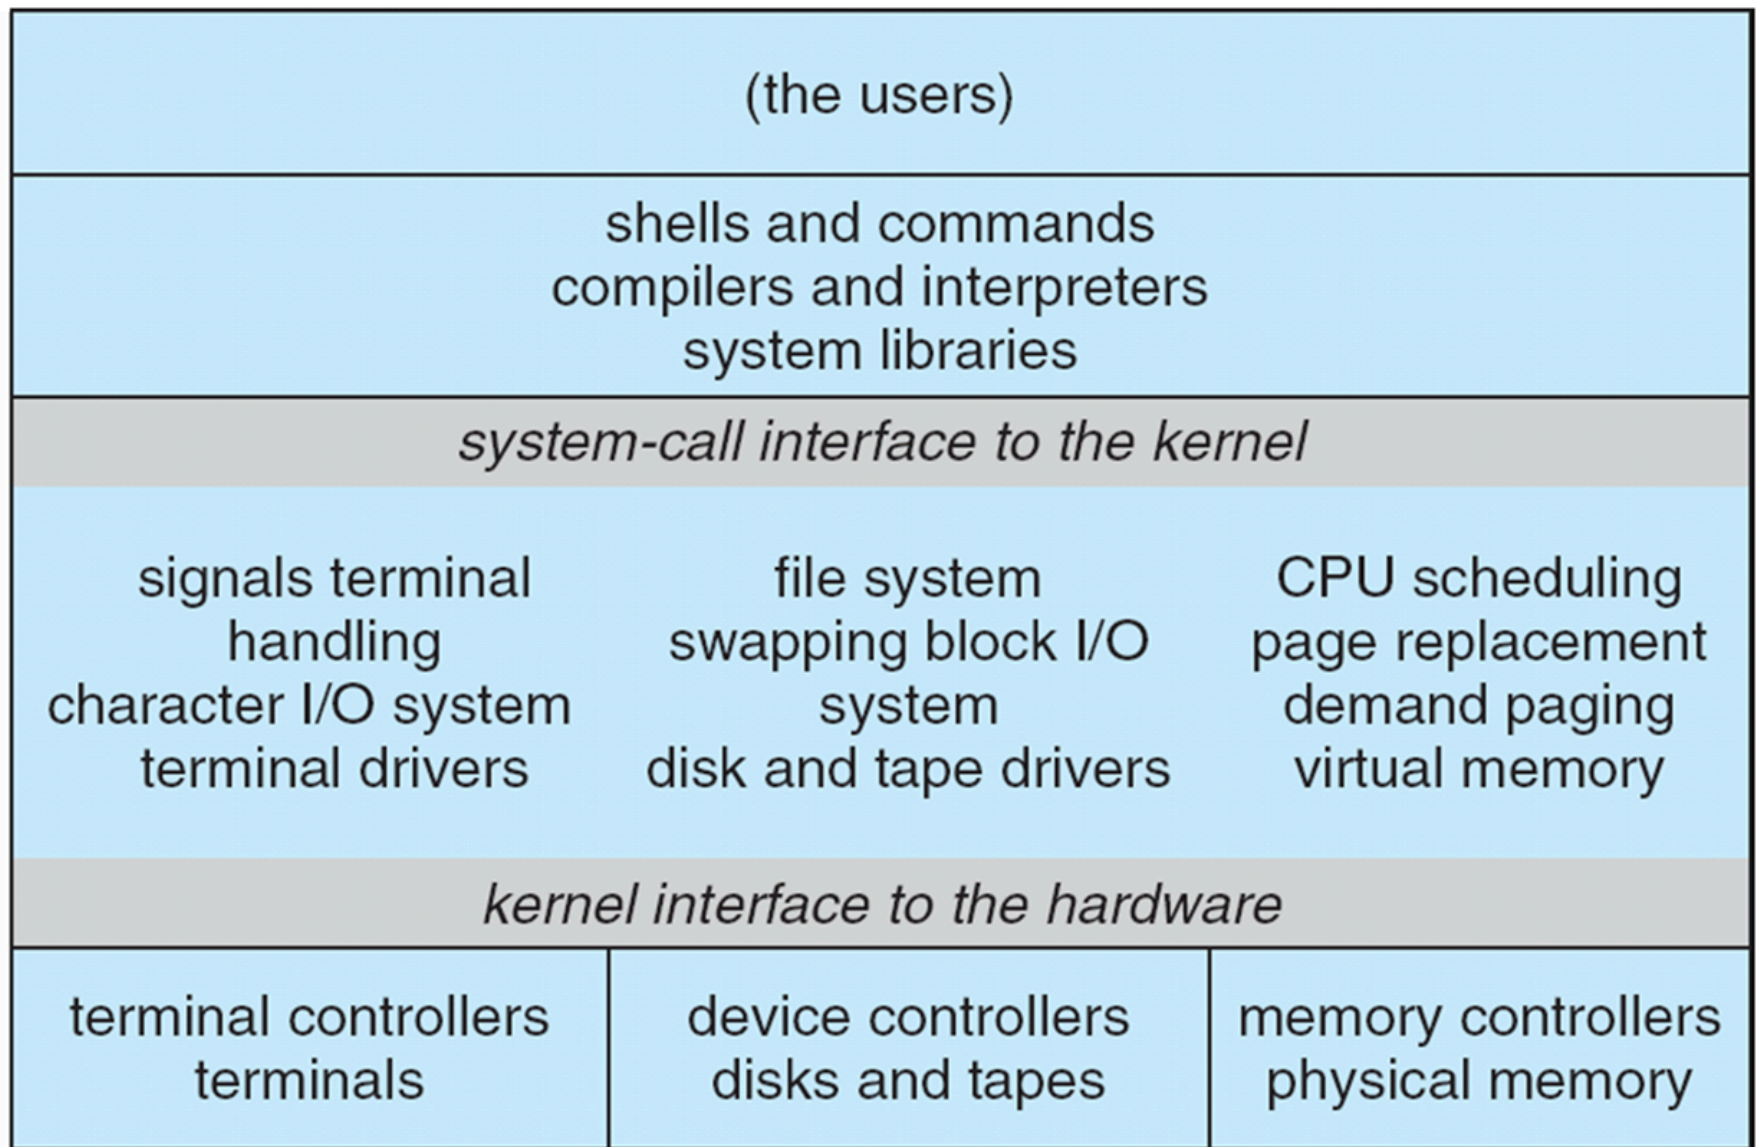 (the users)
shells and commands
compilers and interpreters
system libraries
system-call interface to the kernel
signals terminal
handling
character I/O system
terminal drivers
file system
swapping block I/O
system
disk and tape drivers
CPU scheduling
page replacement
demand paging
virtual memory
kernel interface to the hardware
terminal controllers
terminals
device controllers
disks and tapes
memory controllers
physical memory